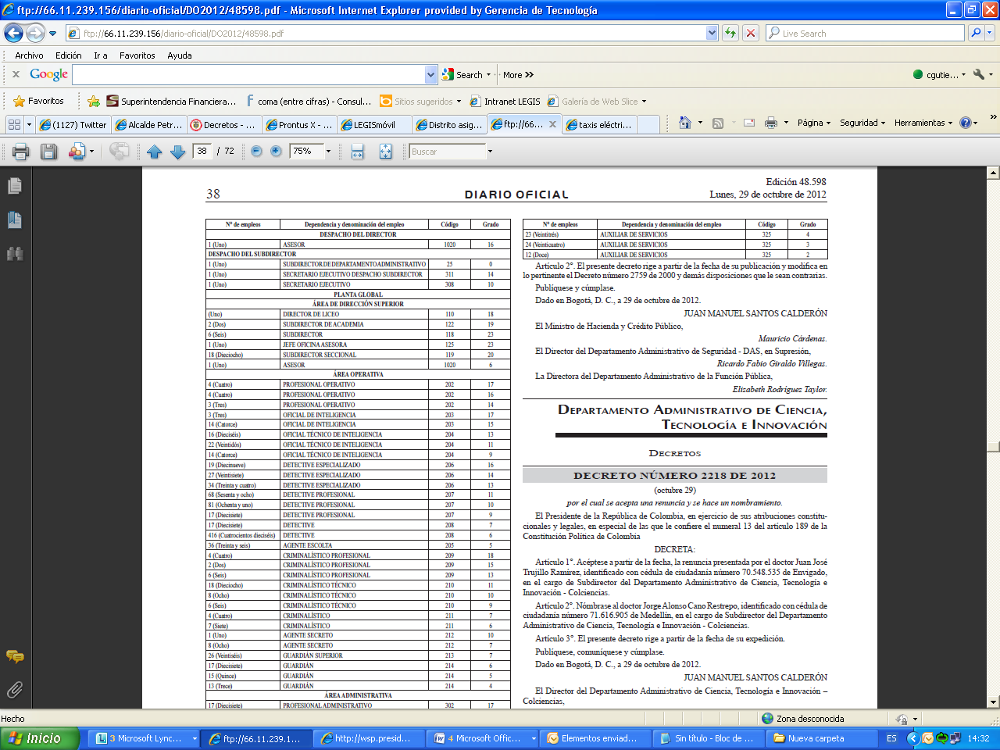 ftp://66.11.239.156/diario-oficial/DO2012/48598.pdf - Microsoft Internet Explorer provided by Gerencia de Tecnología
ftp://66.11.239.156/diario-oficial/DO2012/48598.pdf
Live Search
Archivo Edición Ir a Favoritos Ayuda
Google Search More cgutie...
Favoritos Superintendencia Financiera... coma (entre cifras) - Consul... Sitios sugeridos Intranet LEGIS Galería de Web Slice
(1127) Twitter Alcalde Petr... Decretos - ... Prontus X - ... LEGISmóvil Distrito asig... ftp://66... taxis eléctri... Página Seguridad Herramientas
38 / 72 75% Buscar
Edición 48.598
38 DIARIO OFICIAL Lunes, 29 de octubre de 2012
N° de empleos Dependencia y denominación del empleo Código Grado
DESPACHO DEL DIRECTOR
1 (Uno) ASESOR 1020 16
DESPACHO DEL SUBDIRECTOR
1 (Uno) SUBDIRECTOR DE DEPARTAMENTO ADMINISTRATIVO 25 0
1 (Uno) SECRETARIO EJECUTIVO DESPACHO SUBDIRECTOR 311 14
1 (Uno) SECRETARIO EJECUTIVO 308 10
PLANTA GLOBAL
ÁREA DE DIRECCIÓN SUPERIOR
(Uno) DIRECTOR DE LICEO 110 18
2 (Dos) SUBDIRECTOR DE ACADEMIA 122 19
6 (Seis) SUBDIRECTOR 118 23
1 (Uno) JEFE OFICINA ASESORA 125 23
18 (Dieciocho) SUBDIRECTOR SECCIONAL 119 20
1 (Uno) ASESOR 1020 6
ÁREA OPERATIVA
4 (Cuatro) PROFESIONAL OPERATIVO 202 17
4 (Cuatro) PROFESIONAL OPERATIVO 202 16
3 (Tres) PROFESIONAL OPERATIVO 202 14
3 (Tres) OFICIAL DE INTELIGENCIA 203 17
14 (Catorce) OFICIAL DE INTELIGENCIA 203 15
16 (Dieciséis) OFICIAL TÉCNICO DE INTELIGENCIA 204 13
22 (Veintidós) OFICIAL TÉCNICO DE INTELIGENCIA 204 11
14 (Catorce) OFICIAL TÉCNICO DE INTELIGENCIA 204 9
19 (Diecinueve) DETECTIVE ESPECIALIZADO 206 16
27 (Veintisiete) DETECTIVE ESPECIALIZADO 206 14
34 (Treinta y cuatro) DETECTIVE ESPECIALIZADO 206 13
68 (Sesenta y ocho) DETECTIVE PROFESIONAL 207 11
81 (Ochenta y uno) DETECTIVE PROFESIONAL 207 10
17 (Diecisiete) DETECTIVE PROFESIONAL 207 9
17 (Diecisiete) DETECTIVE 208 7
416 (Cuatrocientos dieciséis) DETECTIVE 208 6
36 (Treinta y seis) AGENTE ESCOLTA 205 5
4 (Cuatro) CRIMINALÍSTICO PROFESIONAL 209 18
2 (Dos) CRIMINALÍSTICO PROFESIONAL 209 15
6 (Seis) CRIMINALÍSTICO PROFESIONAL 209 13
18 (Dieciocho) CRIMINALÍSTICO TÉCNICO 210 11
8 (Ocho) CRIMINALÍSTICO TÉCNICO 210 10
6 (Seis) CRIMINALÍSTICO TÉCNICO 210 9
4 (Cuatro) CRIMINALÍSTICO 211 7
7 (Siete) CRIMINALÍSTICO 211 6
1 (Uno) AGENTE SECRETO 212 10
8 (Ocho) AGENTE SECRETO 212 7
26 (Veintiséis) GUARDIÁN SUPERIOR 213 7
17 (Diecisiete) GUARDIÁN 214 6
15 (Quince) GUARDIÁN 214 5
13 (Trece) GUARDIÁN 214 4
ÁREA ADMINISTRATIVA
17 (Diecisiete) PROFESIONAL ADMINISTRATIVO 302 17
N° de empleos Dependencia y denominación del empleo Código Grado
23 (Veintitrés) AUXILIAR DE SERVICIOS 325 4
24 (Veinticuatro) AUXILIAR DE SERVICIOS 325 3
12 (Doce) AUXILIAR DE SERVICIOS 325 2
Artículo 2°. El presente decreto rige a partir de la fecha de su publicación y modifica en
lo pertinente el Decreto número 2759 de 2000 y demás disposiciones que le sean contrarias.
Publíquese y cúmplase.
Dado en Bogotá, D. C., a 29 de octubre de 2012.
JUAN MANUEL SANTOS CALDERÓN
El Ministro de Hacienda y Crédito Público,
Mauricio Cárdenas.
El Director del Departamento Administrativo de Seguridad - DAS, en Supresión,
Ricardo Fabio Giraldo Villegas.
La Directora del Departamento Administrativo de la Función Pública,
Elizabeth Rodríguez Taylor.
DEPARTAMENTO ADMINISTRATIVO DE CIENCIA,
TECNOLOGÍA E INNOVACIÓN
DECRETOS
DECRETO NÚMERO 2218 DE 2012
(octubre 29)
por el cual se acepta una renuncia y se hace un nombramiento.
El Presidente de la República de Colombia, en ejercicio de sus atribuciones constitu-
cionales y legales, en especial de las que le confiere el numeral 13 del artículo 189 de la
Constitución Política de Colombia
DECRETA:
Artículo 1°. Acéptese a partir de la fecha, la renuncia presentada por el doctor Juan José
Trujillo Ramírez, identificado con cédula de ciudadanía número 70.548.535 de Envigado,
en el cargo de Subdirector del Departamento Administrativo de Ciencia, Tecnología e
Innovación - Colciencias.
Artículo 2°. Nómbrase al doctor Jorge Alonso Cano Restrepo, identificado con cédula de
ciudadanía número 71.616.905 de Medellín, en el cargo de Subdirector del Departamento
Administrativo de Ciencia, Tecnología e Innovación - Colciencias.
Artículo 3°. El presente decreto rige a partir de la fecha de su expedición.
Publíquese, comuníquese y cúmplase.
Dado en Bogotá, D. C., a 29 de octubre de 2012.
JUAN MANUEL SANTOS CALDERÓN
El Director del Departamento Administrativo de Ciencia, Tecnología e Innovación –
Colciencias,
Hecho Zona desconocida
Inicio 3 Microsoft Lync... ftp://66.11.239.1... http://wsp.presid... 4 Microsoft Offic... Elementos enviad... Sin título - Bloc de ... Nueva carpeta ES 14:32